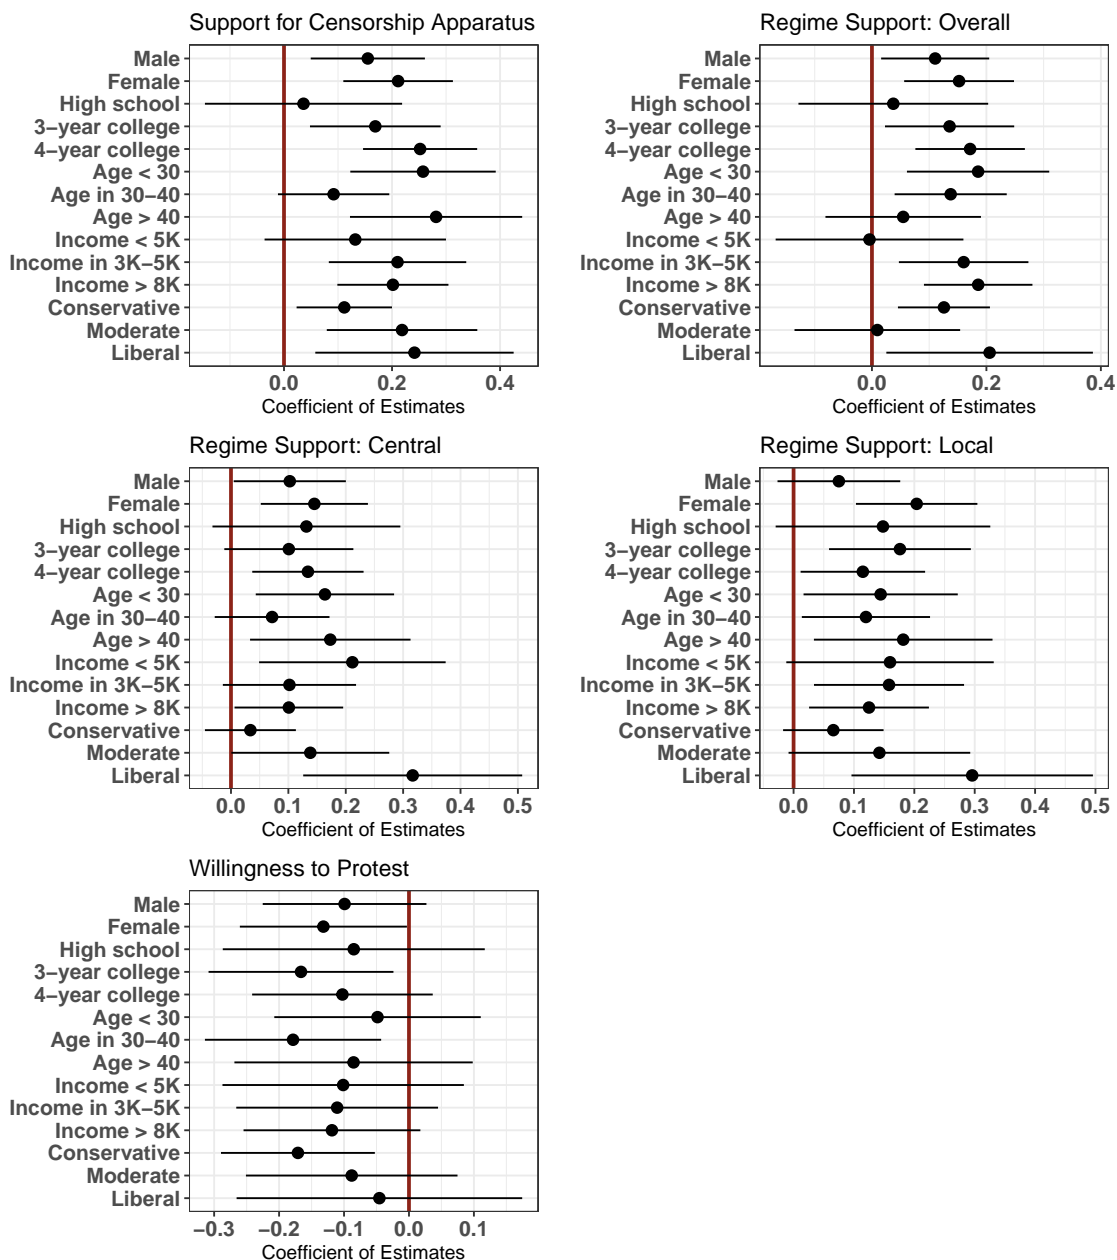 Support for Censorship Apparatus
Male
Female
High school
3−year college
4−year college
Age < 30
Age in 30−40
Age > 40
Income < 5K
Income in 3K−5K
Income > 8K
Conservative
Moderate
Liberal
0.0 0.2 0.4
Coefficient of Estimates
Regime Support: Overall
Male
Female
High school
3−year college
4−year college
Age < 30
Age in 30−40
Age > 40
Income < 5K
Income in 3K−5K
Income > 8K
Conservative
Moderate
Liberal
0.0 0.2 0.4
Coefficient of Estimates
Regime Support: Central
Male
Female
High school
3−year college
4−year college
Age < 30
Age in 30−40
Age > 40
Income < 5K
Income in 3K−5K
Income > 8K
Conservative
Moderate
Liberal
0.0 0.1 0.2 0.3 0.4 0.5
Coefficient of Estimates
Regime Support: Local
Male
Female
High school
3−year college
4−year college
Age < 30
Age in 30−40
Age > 40
Income < 5K
Income in 3K−5K
Income > 8K
Conservative
Moderate
Liberal
0.0 0.1 0.2 0.3 0.4 0.5
Coefficient of Estimates
Willingness to Protest
Male
Female
High school
3−year college
4−year college
Age < 30
Age in 30−40
Age > 40
Income < 5K
Income in 3K−5K
Income > 8K
Conservative
Moderate
Liberal
−0.3 −0.2 −0.1 0.0 0.1
Coefficient of Estimates